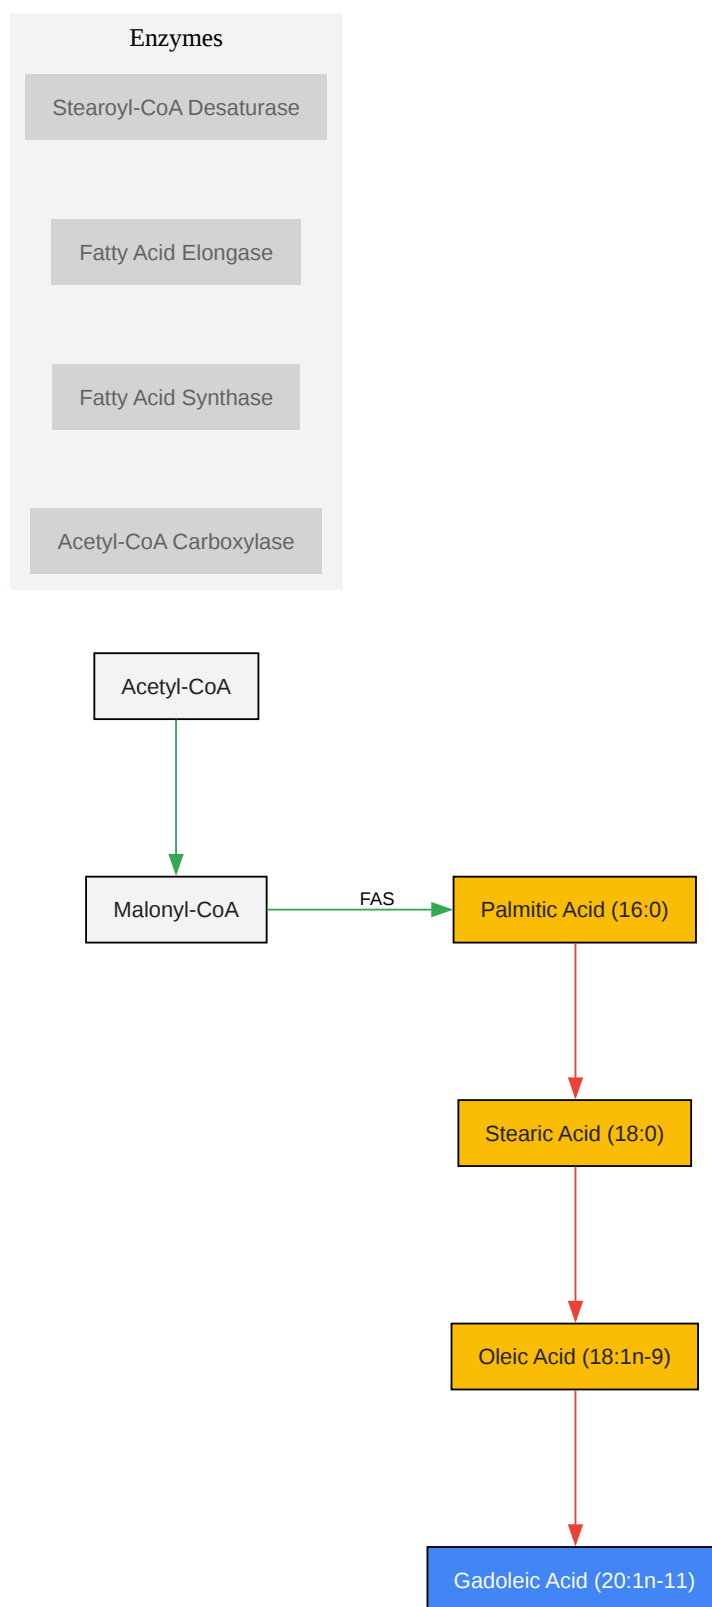 Enzymes
Stearoyl-CoA Desaturase
Fatty Acid Elongase
Fatty Acid Synthase
Acetyl-CoA Carboxylase
Acetyl-CoA
Malonyl-CoA
FAS
Palmitic Acid (16:0)
Stearic Acid (18:0)
Oleic Acid (18:1n-9)
Gadoleic Acid (20:1n-11)